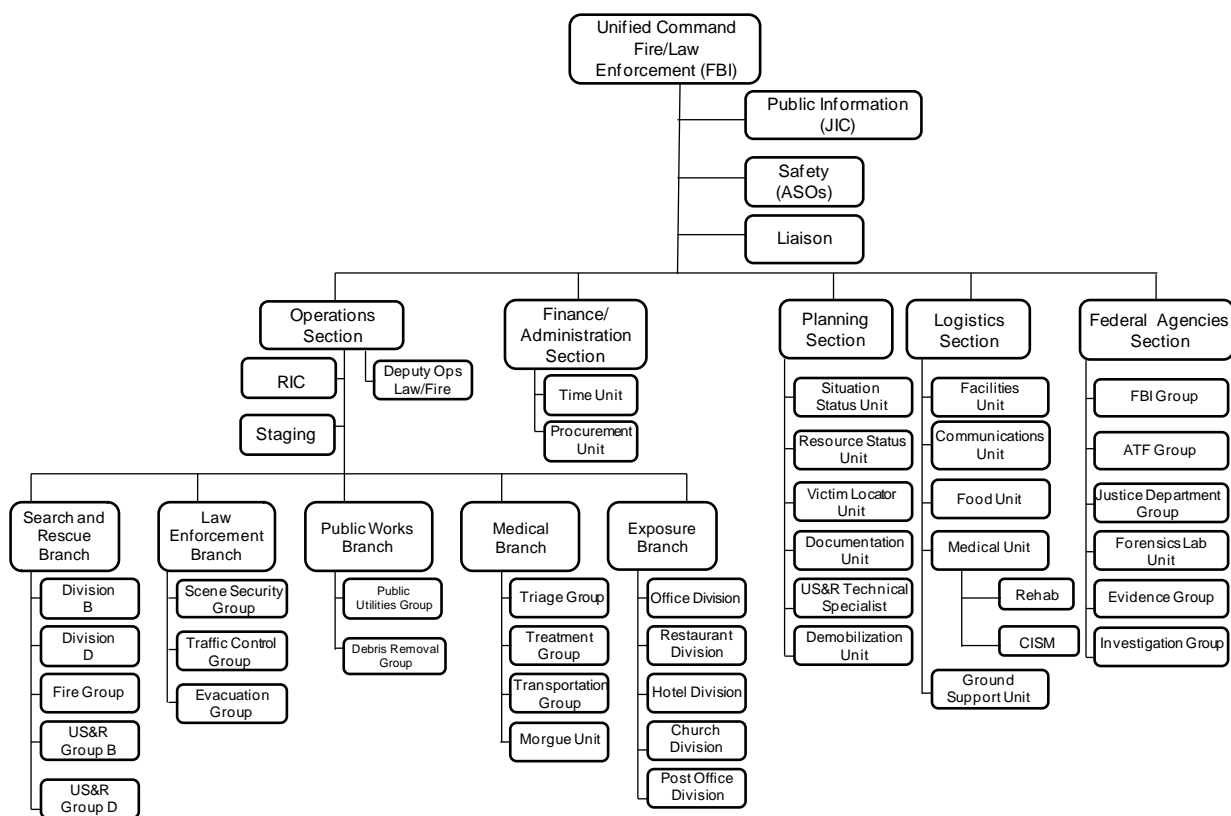 Unified Command
Fire/Law
Enforcement (FBI)
Public Information
(JIC)
Safety
(ASOs)
Liaison
Operations
Section
Finance/
Administration
Section
Planning
Section
Logistics
Section
Federal Agencies
Section
RIC
Deputy Ops
Law/Fire
Staging
Time Unit
Procurement
Unit
Situation
Status Unit
Resource Status
Unit
Victim Locator
Unit
Documentation
Unit
US&R Technical
Specialist
Demobilization
Unit
Facilities
Unit
Communications
Unit
Food Unit
Medical Unit
Rehab
CISM
Ground
Support Unit
FBI Group
ATF Group
Justice Department
Group
Forensics Lab
Unit
Evidence Group
Investigation Group
Search and
Rescue
Branch
Law
Enforcement
Branch
Public Works
Branch
Medical
Branch
Exposure
Branch
Division
B
Division
D
Fire Group
US&R
Group B
US&R
Group D
Scene Security
Group
Traffic Control
Group
Evacuation
Group
Public
Utilities Group
Debris Removal
Group
Triage Group
Treatment
Group
Transportation
Group
Morgue Unit
Office Division
Restaurant
Division
Hotel Division
Church
Division
Post Office
Division